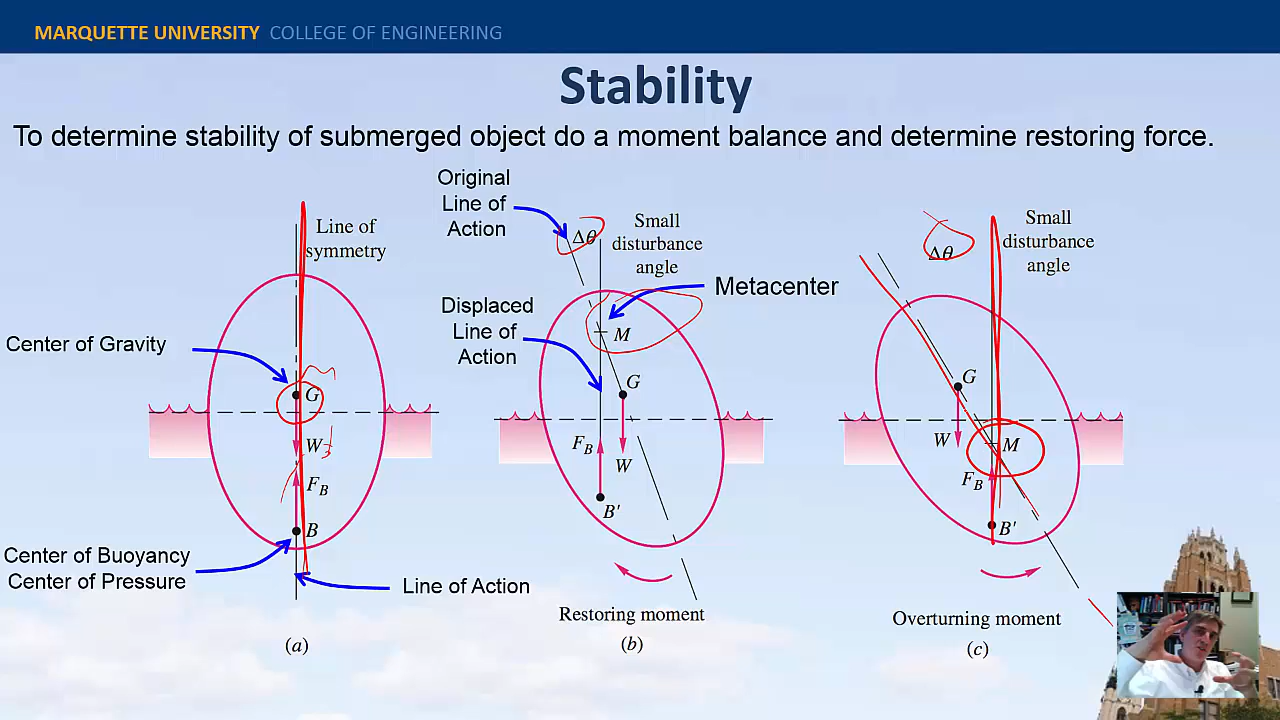 MARQUETTE UNIVERSITY COLLEGE OF ENGINEERING
Stability
To determine stability of submerged object do a moment balance and determine restoring force.
Line of
symmetry
Center of Gravity
G
W
F_B
B
Center of Buoyancy
Center of Pressure
Line of Action
(a)
Original
Line of
Action
Δθ
Small
disturbance
angle
Metacenter
Displaced
Line of
Action
M
G
F_B
W
B'
Restoring moment
(b)
Δθ
Small
disturbance
angle
G
W
M
F_B
B'
Overturning moment
(c)